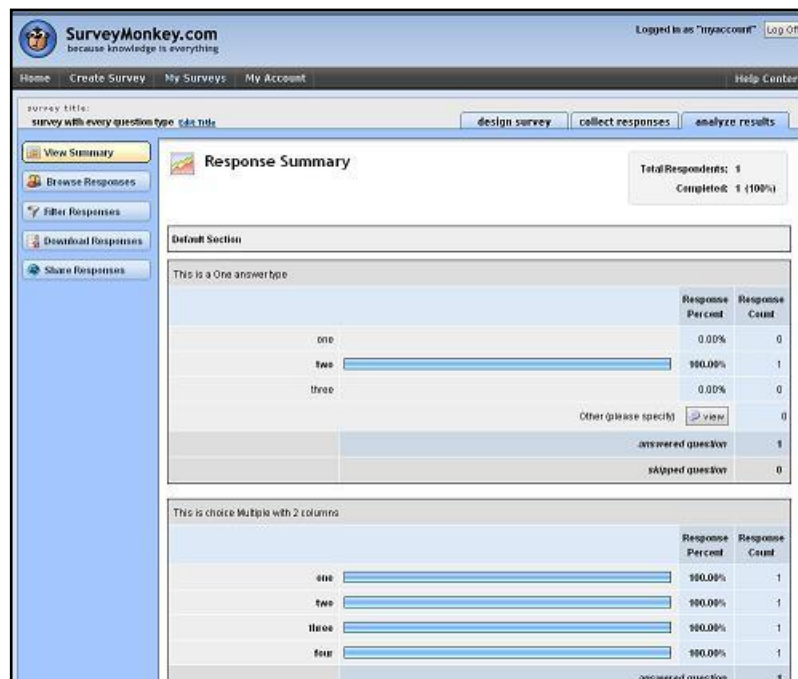 SurveyMonkey.com
because knowledge is everything
Logged in as "myaccount" Log Off
Home Create Survey My Surveys My Account Help Center
survey title:
survey with every question type Edit Title
design survey collect responses analyze results
View Summary
Browse Responses
Filter Responses
Download Responses
Share Responses
Response Summary
Total Respondents: 1
Completed: 1 (100%)
Default Section
This is a One answer type
Response Percent Response Count
one 0.00% 0
two 100.00% 1
three 0.00% 0
Other (please specify) view 0
answered question 1
skipped question 0
This is choice Multiple with 2 columns
Response Percent Response Count
one 100.00% 1
two 100.00% 1
three 100.00% 1
four 100.00% 1
answered question 1